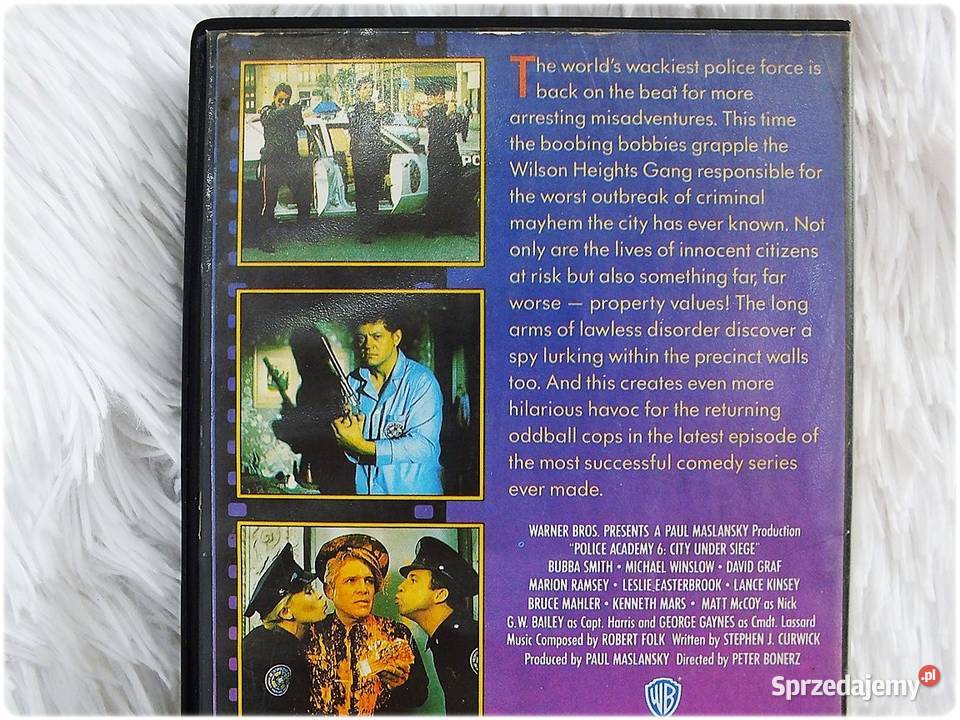 The world's wackiest police force is
back on the beat for more
arresting misadventures. This time
the boobing bobbies grapple the
Wilson Heights Gang responsible for
the worst outbreak of criminal
mayhem the city has ever known. Not
only are the lives of innocent citizens
at risk but also something far, far
worse — property values! The long
arms of lawless disorder discover a
spy lurking within the precinct walls
too. And this creates even more
hilarious havoc for the returning
oddball cops in the latest episode of
the most successful comedy series
ever made.
WARNER BROS. PRESENTS A PAUL MASLANSKY Production
"POLICE ACADEMY 6: CITY UNDER SIEGE"
BUBBA SMITH • MICHAEL WINSLOW • DAVID GRAF
MARION RAMSEY • LESLIE EASTERBROOK • LANCE KINSEY
BRUCE MAHLER • KENNETH MARS • MATT McCOY as Nick
G.W. BAILEY as Capt. Harris and GEORGE GAYNES as Cmdt. Lassard
Music Composed by ROBERT FOLK Written by STEPHEN J. CURWICK
Produced by PAUL MASLANSKY Directed by PETER BONERZ
WB
Sprzedajemy.pl